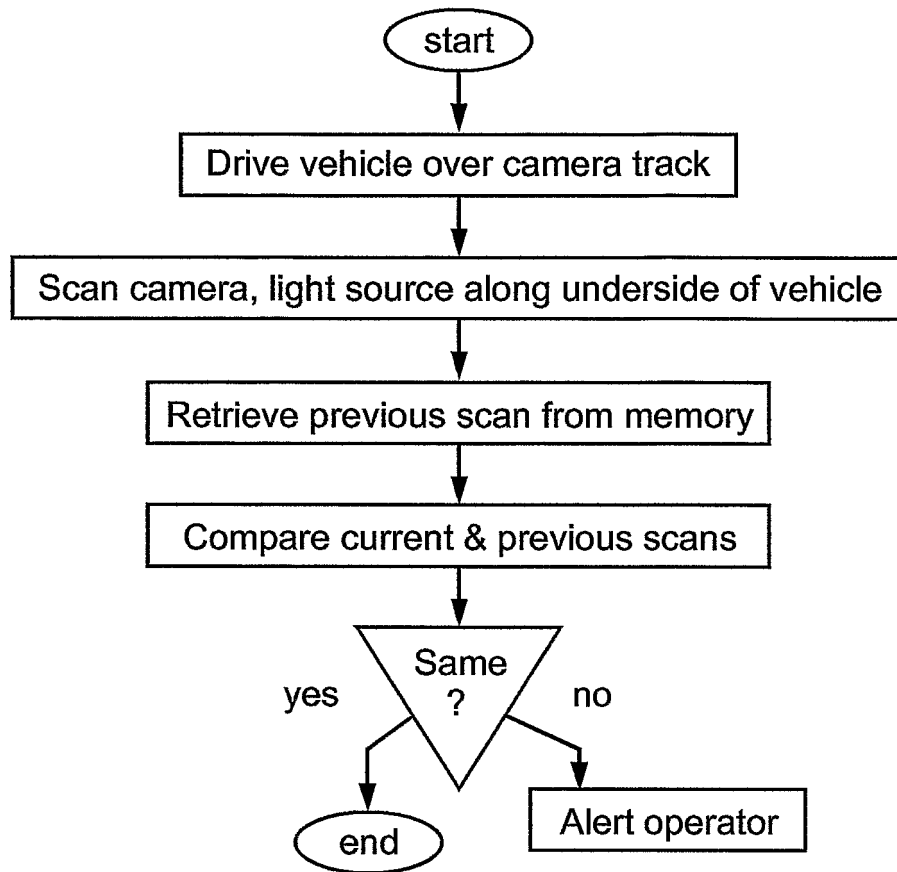 start
Drive vehicle over camera track
Scan camera, light source along underside of vehicle
Retrieve previous scan from memory
Compare current & previous scans
Same
?
yes
no
end
Alert operator